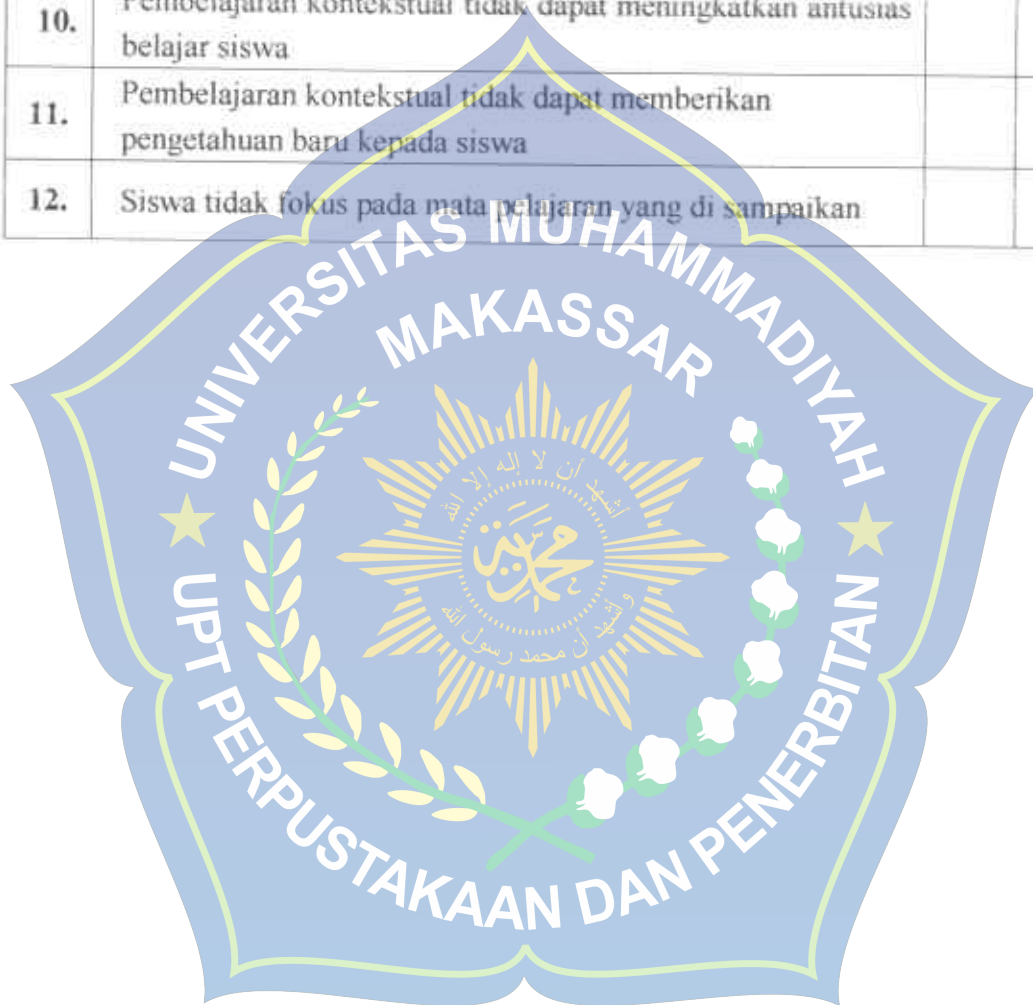 10.
Pembelajaran kontekstual tidak dapat meningkatkan antusias
belajar siswa
11.
Pembelajaran kontekstual tidak dapat memberikan
pengetahuan baru kepada siswa
12.
Siswa tidak fokus pada mata pelajaran yang di sampaikan
UNIVERSITAS MUHAMMADIYAH
MAKASSAR
أشهد أن لا إله إلا الله
محمدية
وأشهد أن محمد رسول الله
UPT PERPUSTAKAAN DAN PENERBITAN